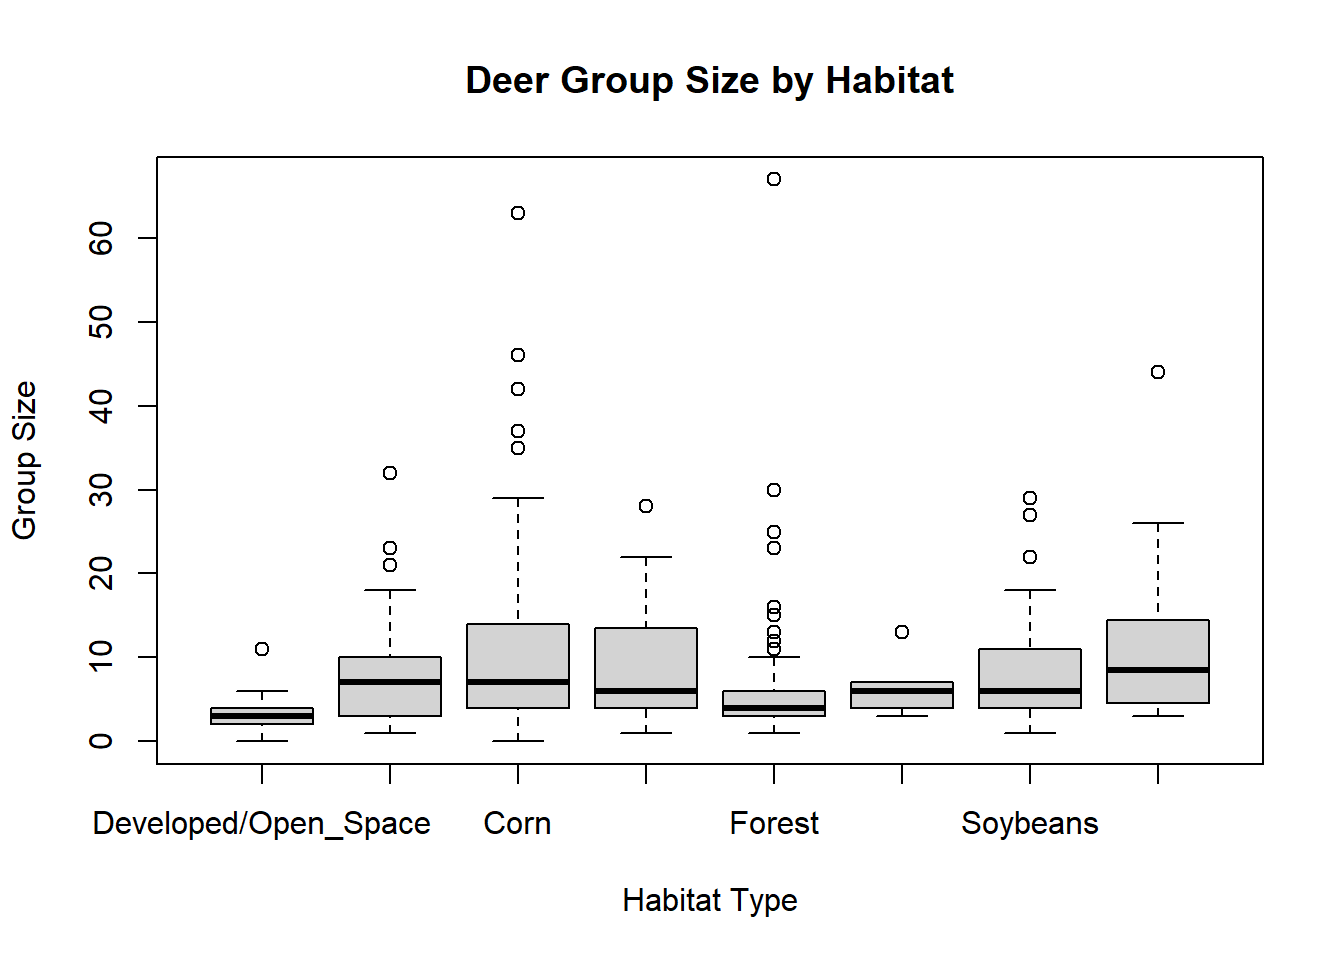 Deer Group Size by Habitat
Group Size
60
50
40
30
20
10
0
Developed/Open_Space Corn Forest Soybeans
Habitat Type